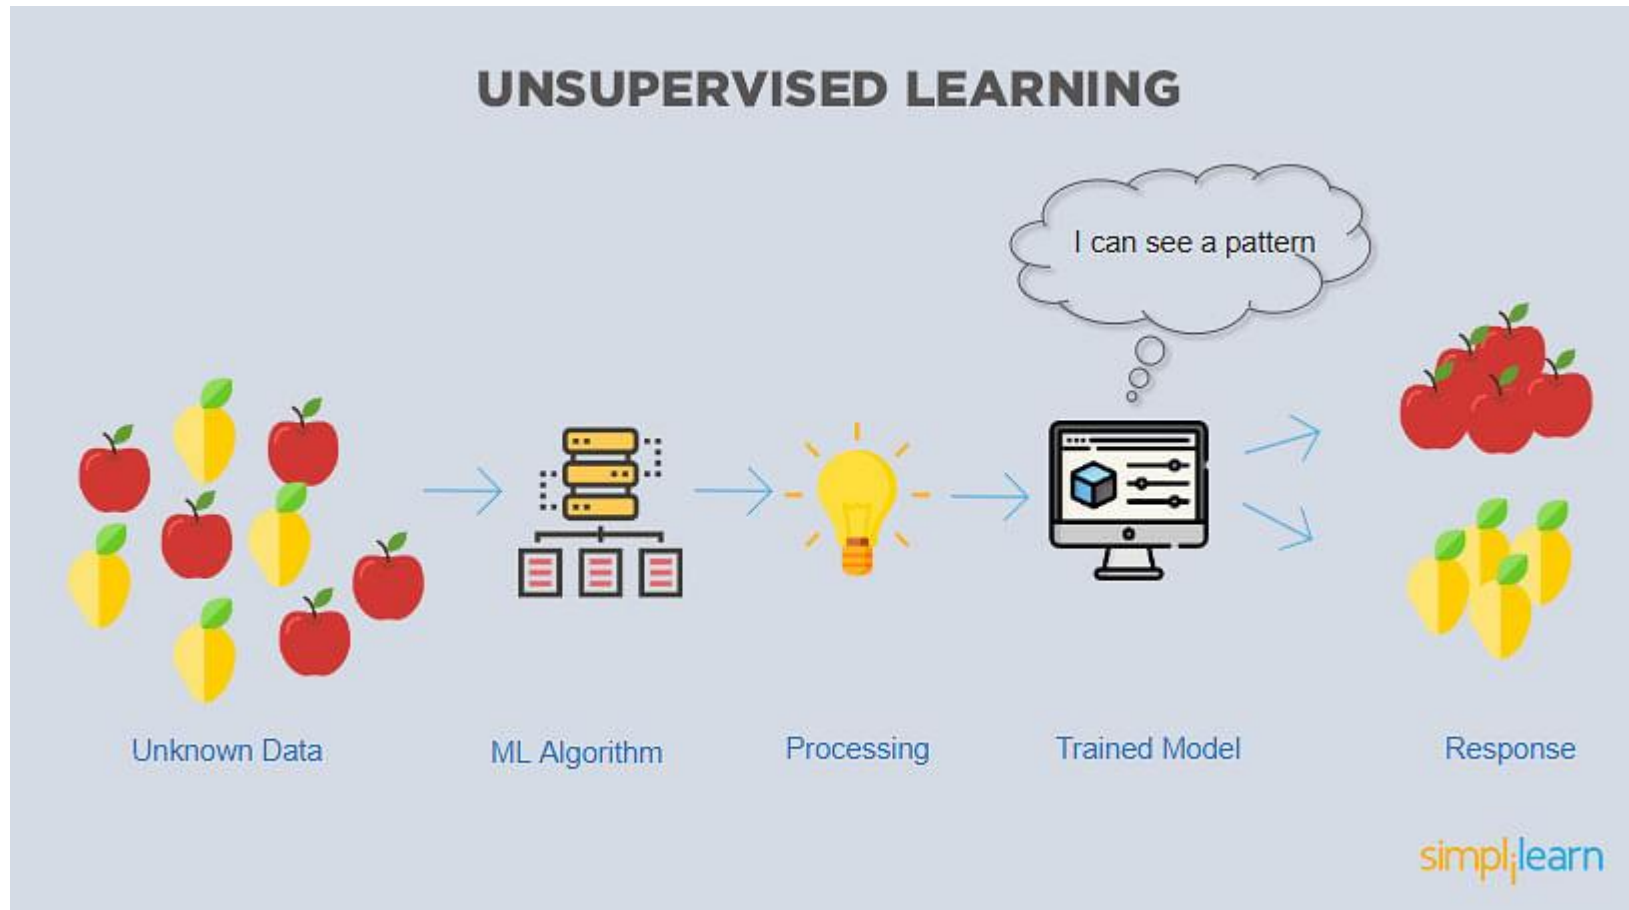 UNSUPERVISED LEARNING
I can see a pattern
Unknown Data
ML Algorithm
Processing
Trained Model
Response
simplilearn